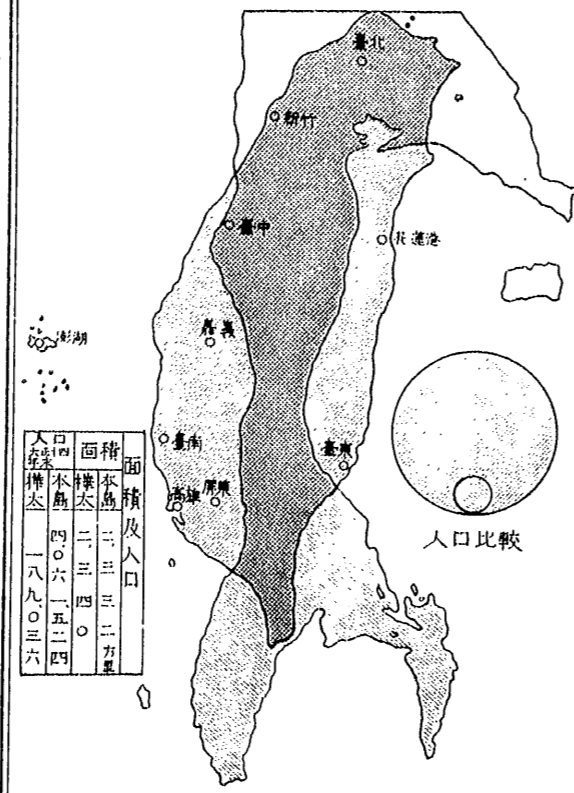 臺北
新竹
臺中
花蓮港
嘉義
澎湖
臺南
臺東
高雄
屏東
人口比較
面積及人口
面積
本島 二、三三二方里
樺太 二、三四〇
人口
本島 四、〇六一、五二四
樺太 一八九、〇三六